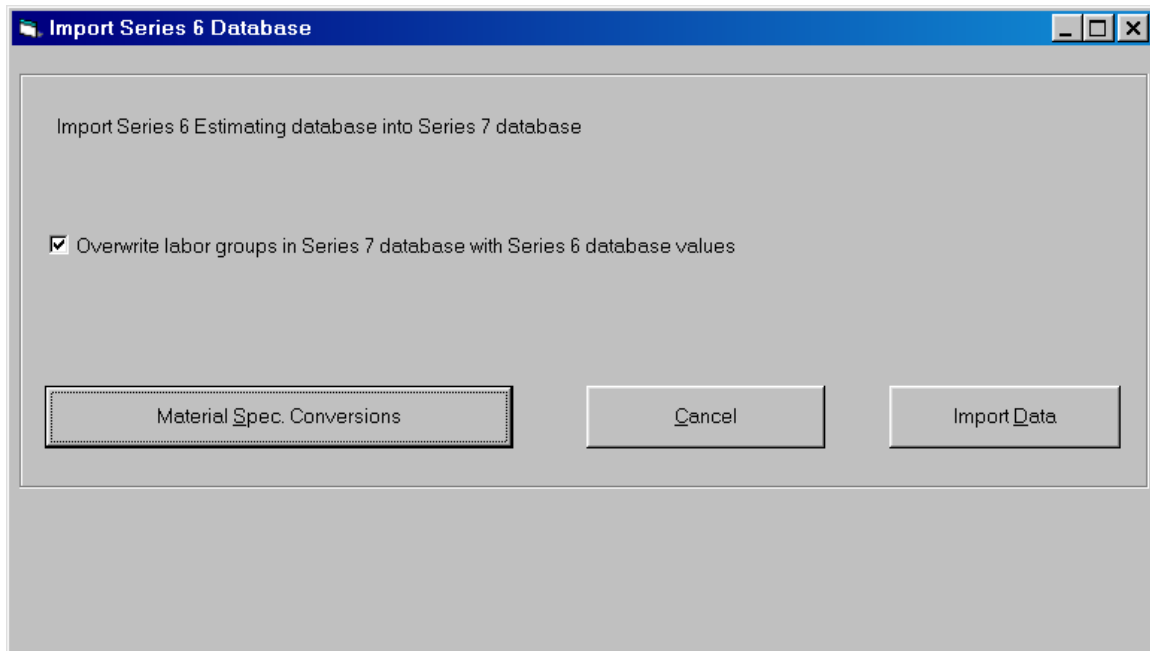 Import Series 6 Database
Import Series 6 Estimating database into Series 7 database
Overwrite labor groups in Series 7 database with Series 6 database values
Material Spec. Conversions
Cancel
Import Data